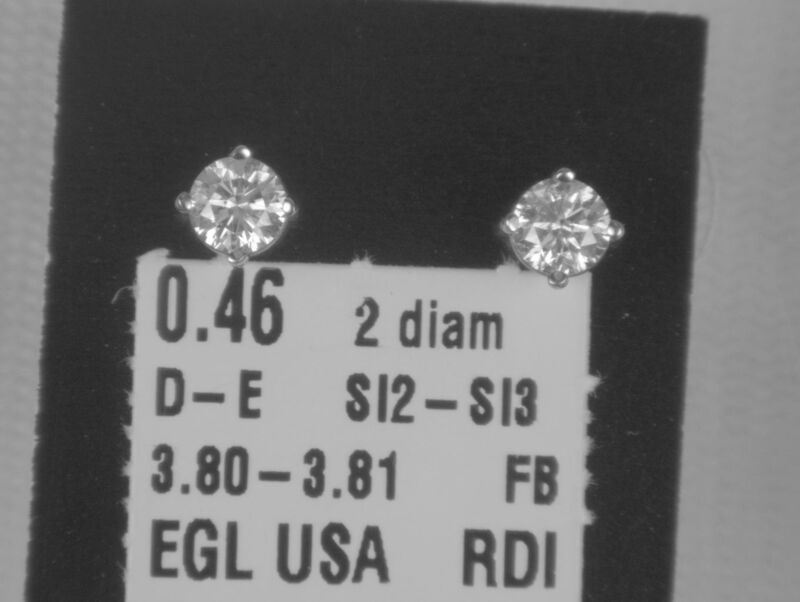 0.46 2 diam
D-E SI2-SI3
3.80-3.81 FB
EGL USA RDI